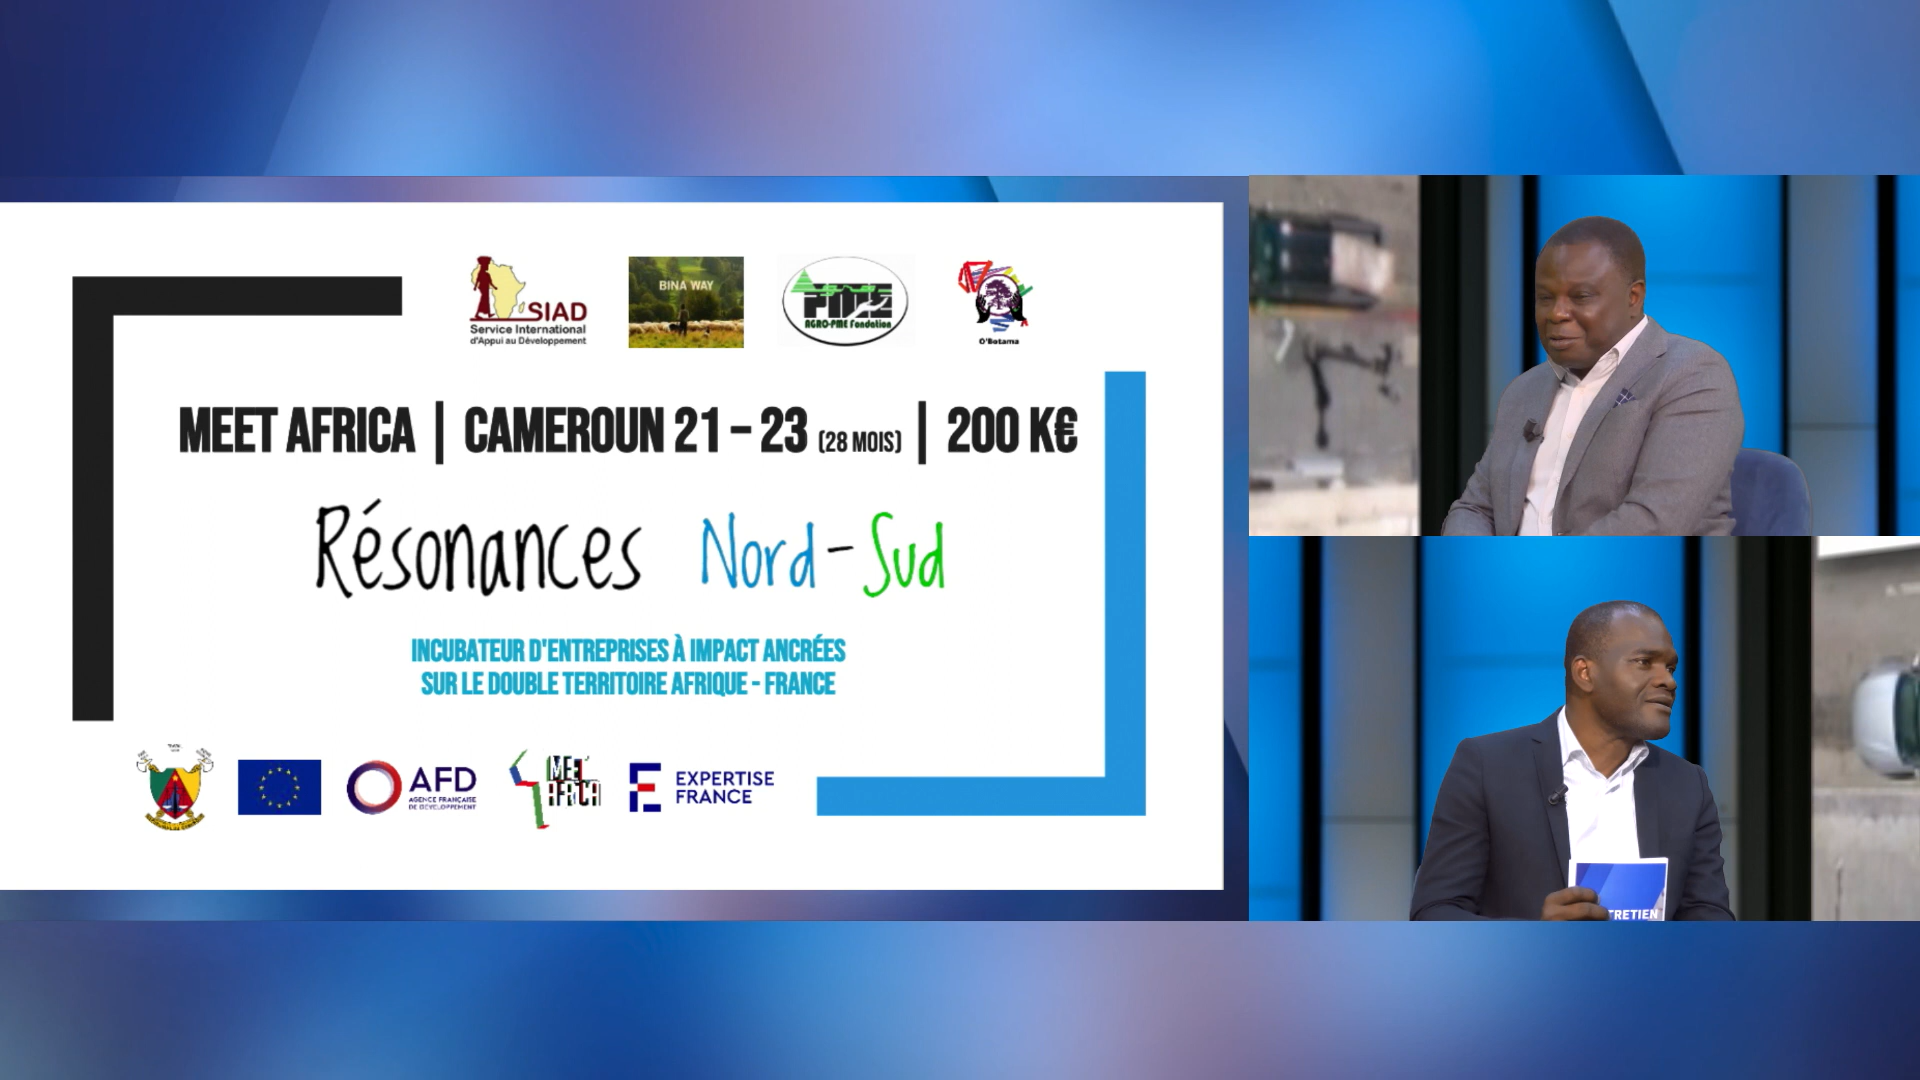 SIAD
Service International
d'Appui au Développement
BINA WAY
PME
AGRO-PME Fondation
O'Botama
MEET AFRICA | CAMEROUN 21 – 23 (28 MOIS) | 200 K€
Résonances Nord-Sud
INCUBATEUR D'ENTREPRISES À IMPACT ANCRÉES
SUR LE DOUBLE TERRITOIRE AFRIQUE - FRANCE
AFD
AGENCE FRANÇAISE
DE DÉVELOPPEMENT
MEET
AFRICA
EXPERTISE
FRANCE
TRETIEN